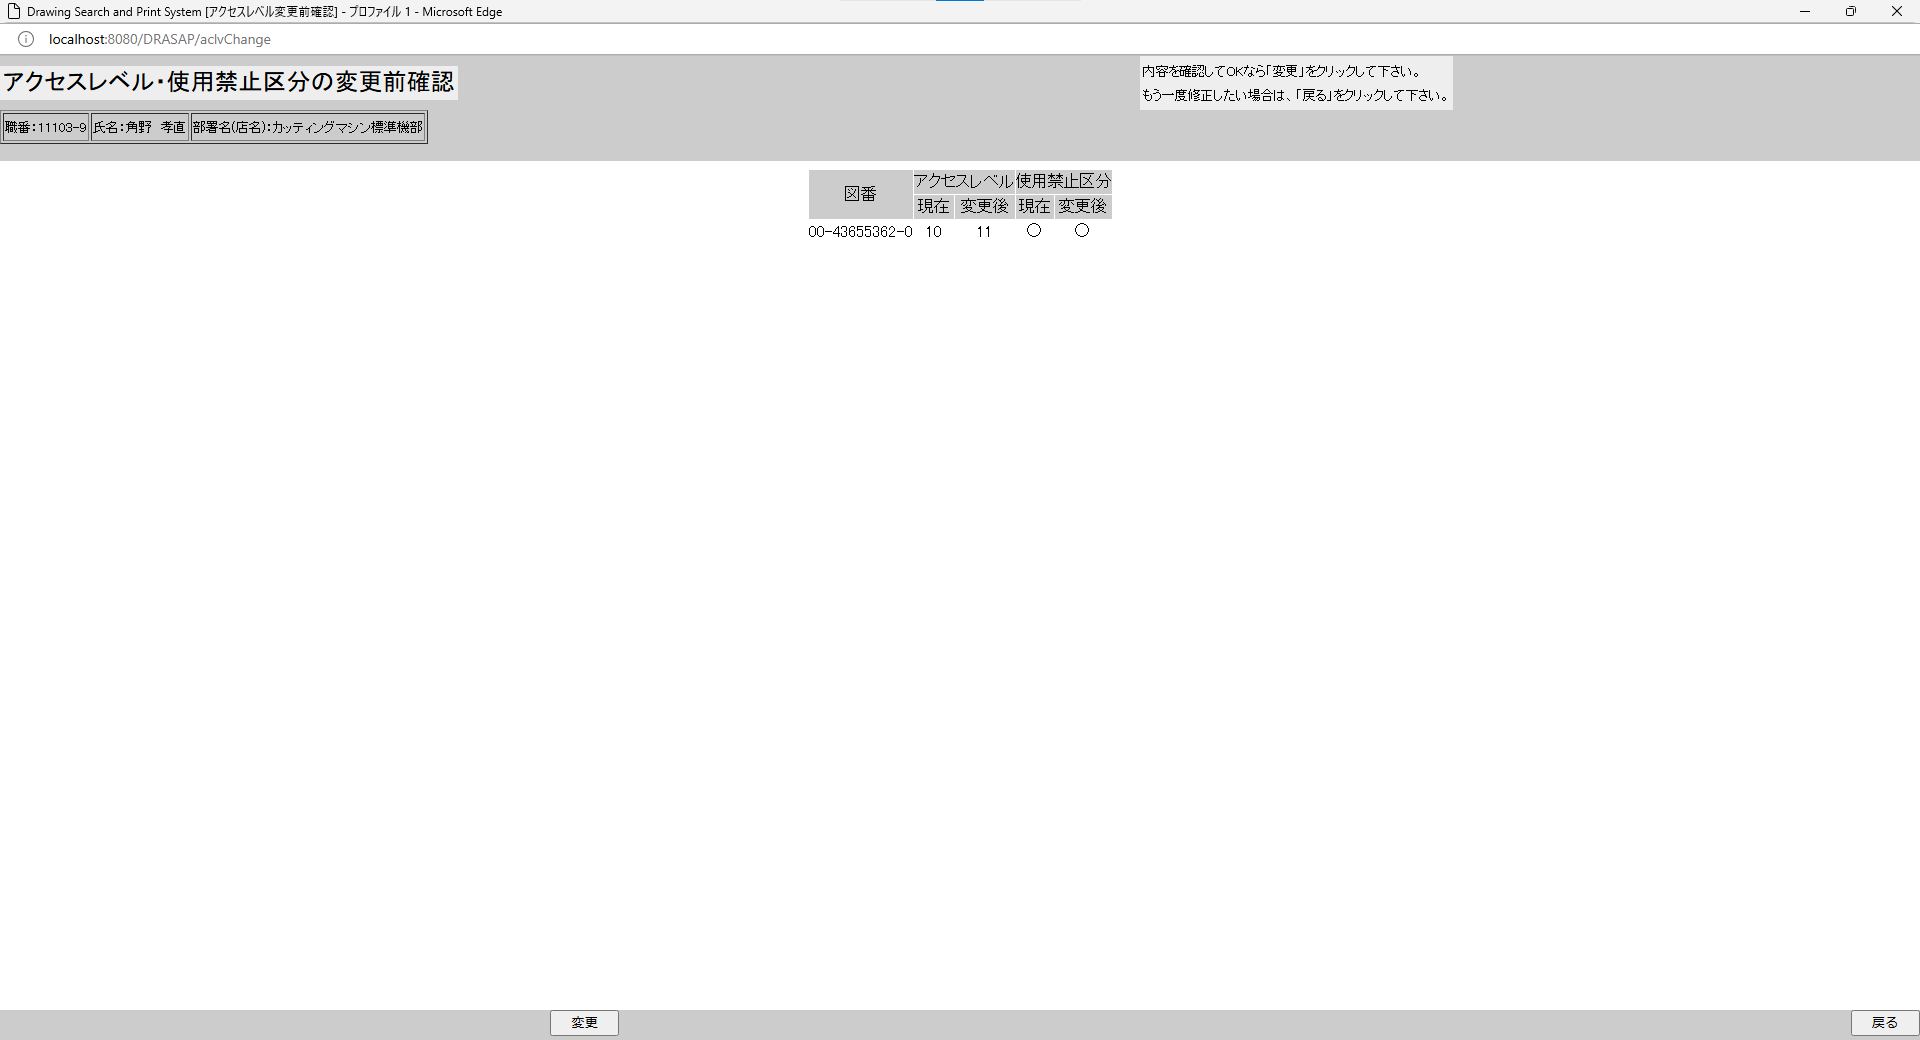 Drawing Search and Print System [アクセスレベル変更前確認] - プロファイル 1 - Microsoft Edge
localhost:8080/DRASAP/aclvChange
アクセスレベル・使用禁止区分の変更前確認
内容を確認してOKなら「変更」をクリックして下さい。
もう一度修正したい場合は、「戻る」をクリックして下さい。
職番：11103-9 氏名：角野　孝直 部署名(店名)：カッティングマシン標準機部
図番 アクセスレベル 使用禁止区分
現在 変更後 現在 変更後
00-43655362-0 10 11 ○ ○
変更 戻る